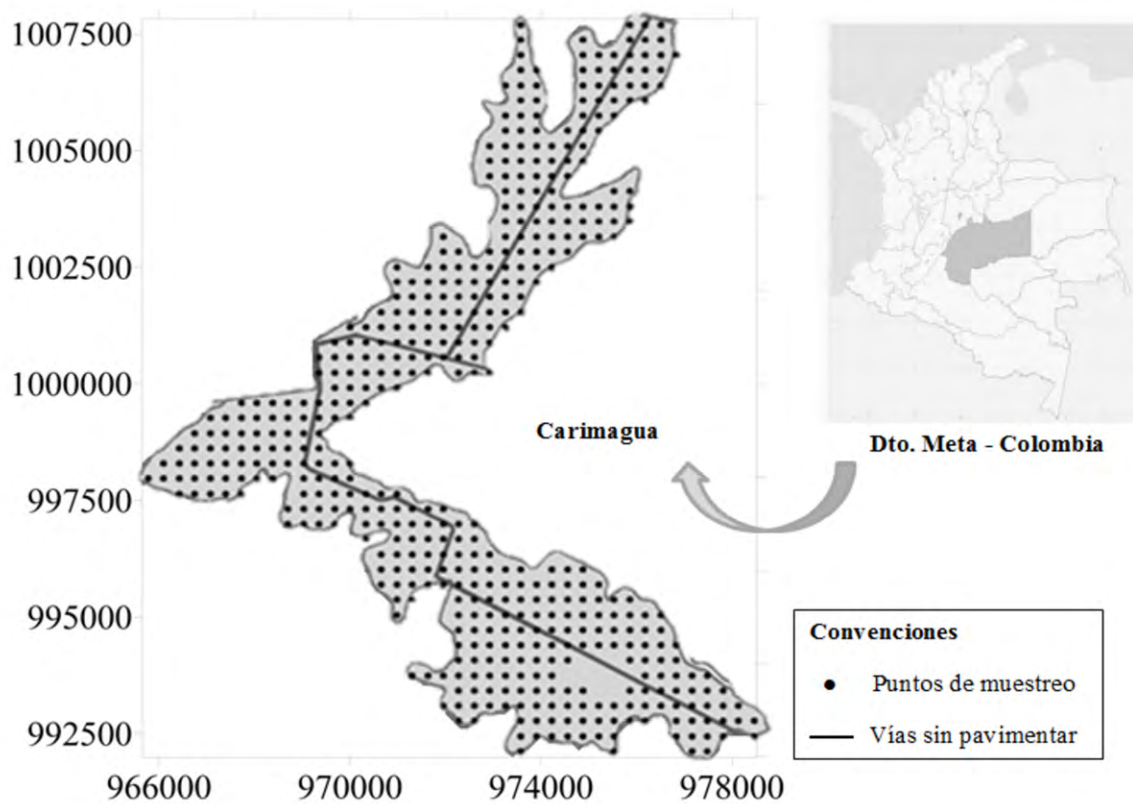 1007500
1005000
1002500
1000000
997500
995000
992500
966000 970000 974000 978000
Carimagua
Dto. Meta - Colombia
Convenciones
Puntos de muestreo
Vías sin pavimentar